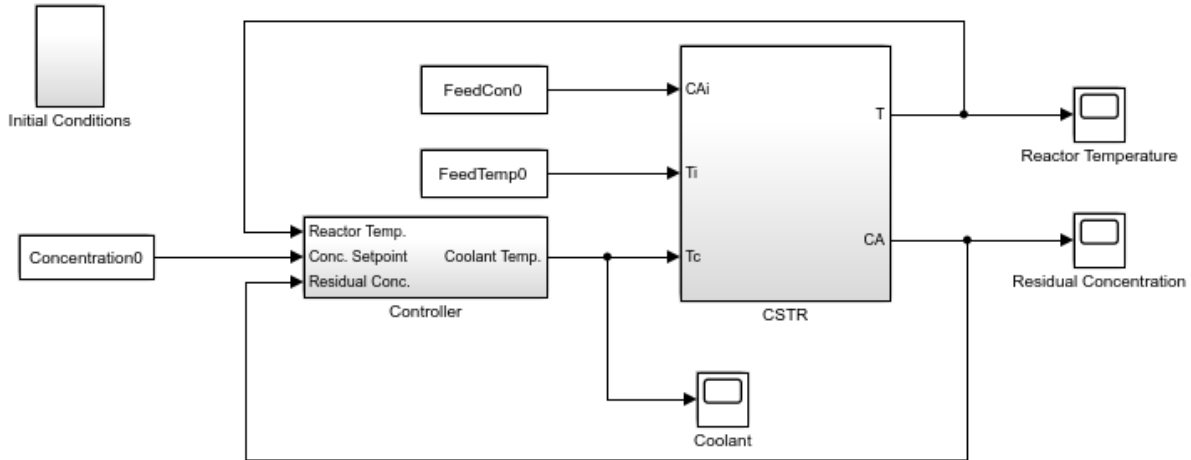 Initial Conditions
FeedCon0
CAi
T
Reactor Temperature
FeedTemp0
Ti
Reactor Temp.
Concentration0
Conc. Setpoint
Coolant Temp.
Tc
CA
Residual Conc.
Residual Concentration
Controller
CSTR
Coolant